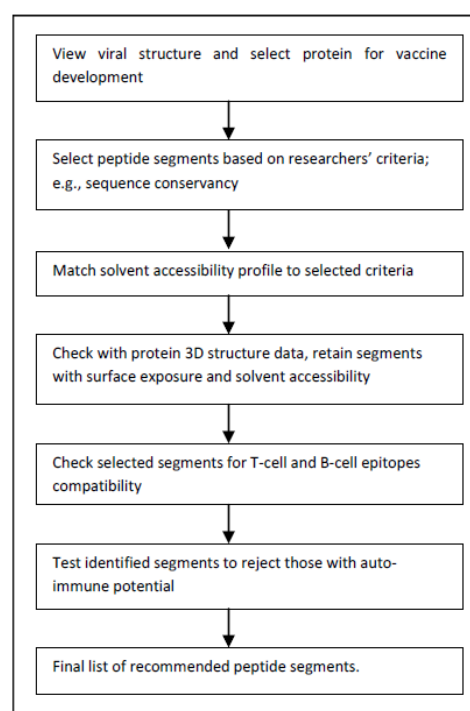 View viral structure and select protein for vaccine
development
Select peptide segments based on researchers’ criteria;
e.g., sequence conservancy
Match solvent accessibility profile to selected criteria
Check with protein 3D structure data, retain segments
with surface exposure and solvent accessibility
Check selected segments for T-cell and B-cell epitopes
compatibility
Test identified segments to reject those with auto-
immune potential
Final list of recommended peptide segments.